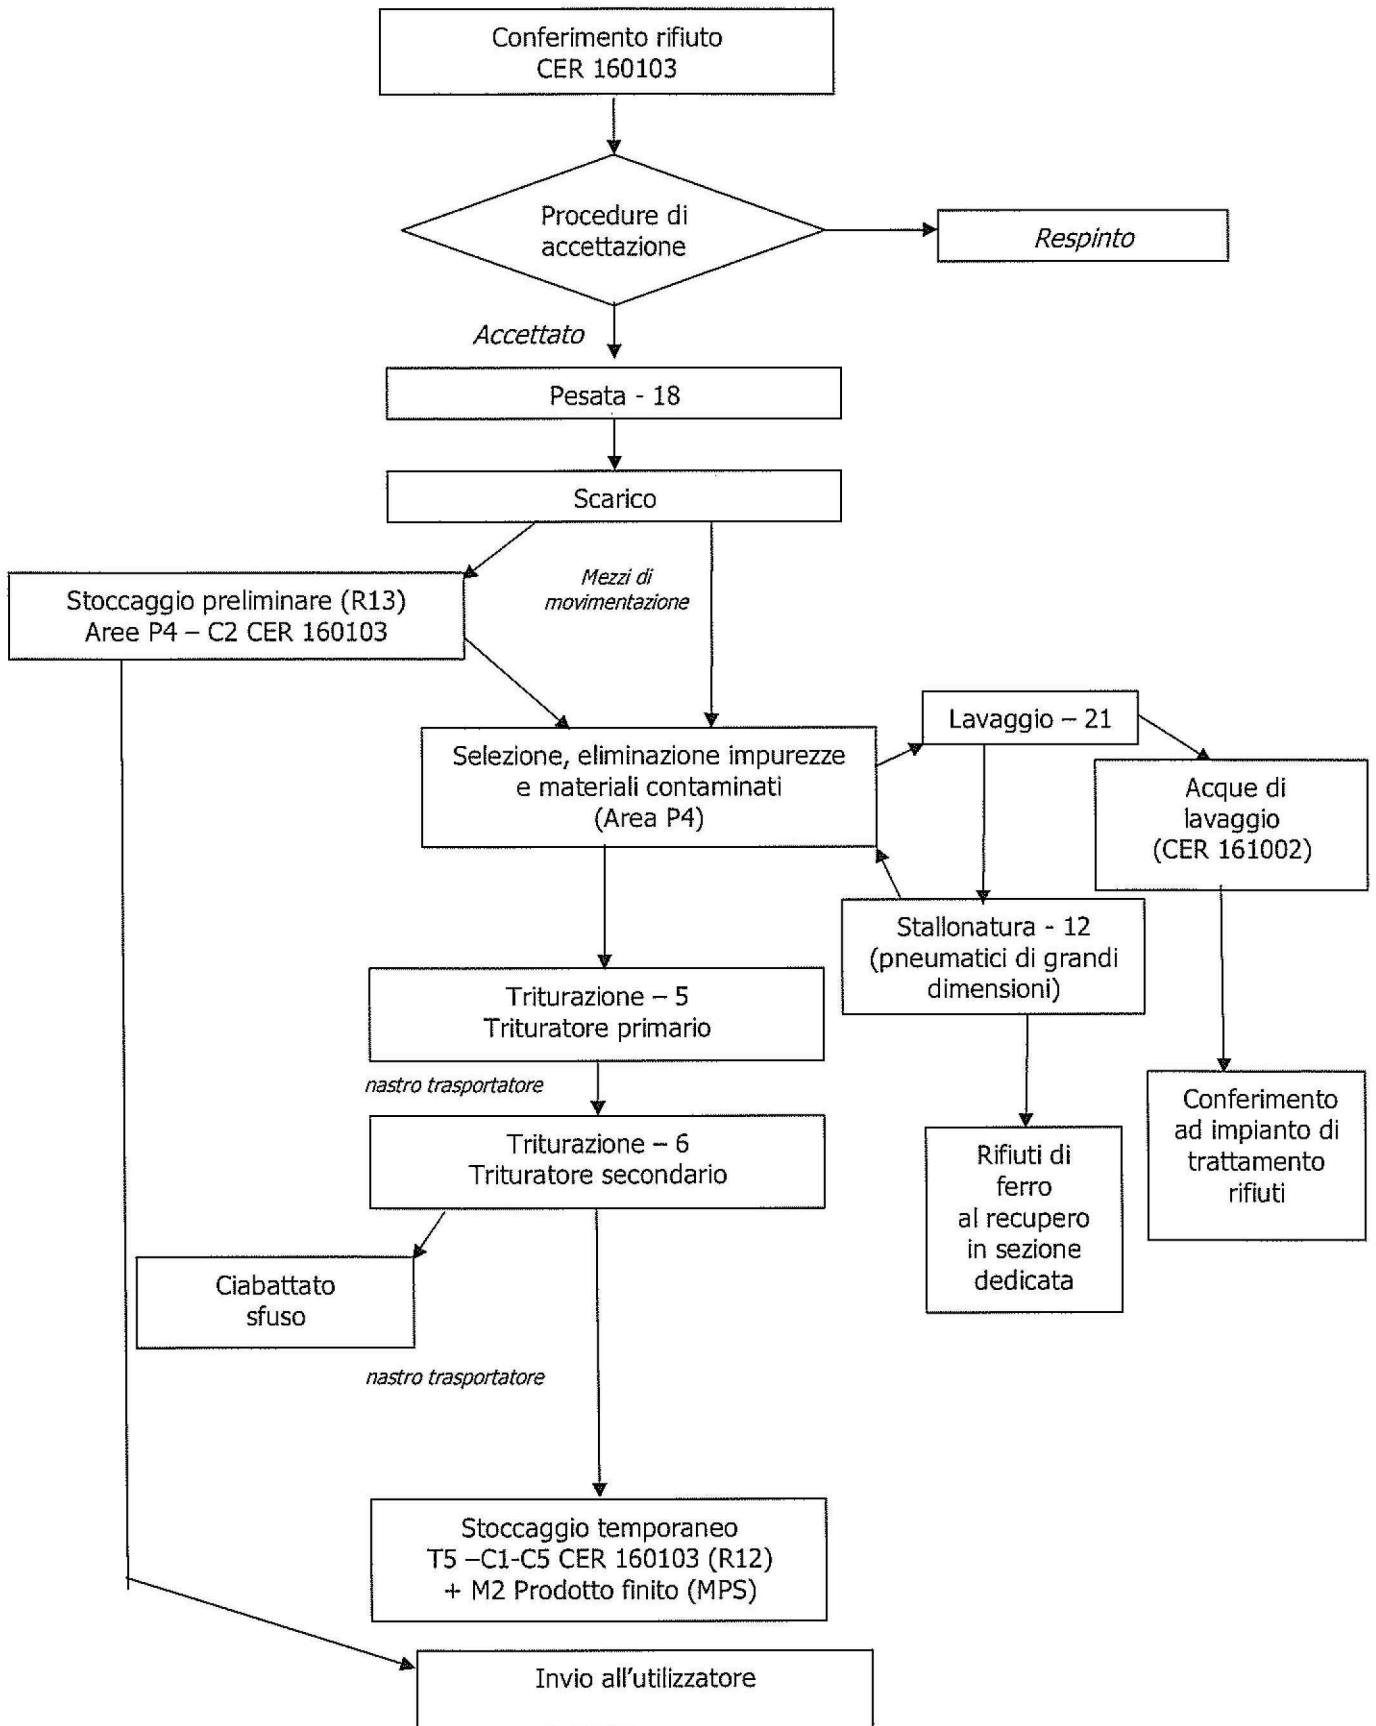 Conferimento rifiuto
CER 160103
Procedure di
accettazione
Respinto
Accettato
Pesata - 18
Scarico
Mezzi di
movimentazione
Stoccaggio preliminare (R13)
Aree P4 – C2 CER 160103
Lavaggio – 21
Selezione, eliminazione impurezze
e materiali contaminati
(Area P4)
Acque di
lavaggio
(CER 161002)
Stallonatura - 12
(pneumatici di grandi
dimensioni)
Triturazione – 5
Trituratore primario
nastro trasportatore
Triturazione – 6
Trituratore secondario
Rifiuti di
ferro
al recupero
in sezione
dedicata
Conferimento
ad impianto di
trattamento
rifiuti
Ciabattato
sfuso
nastro trasportatore
Stoccaggio temporaneo
T5 –C1-C5 CER 160103 (R12)
+ M2 Prodotto finito (MPS)
Invio all'utilizzatore